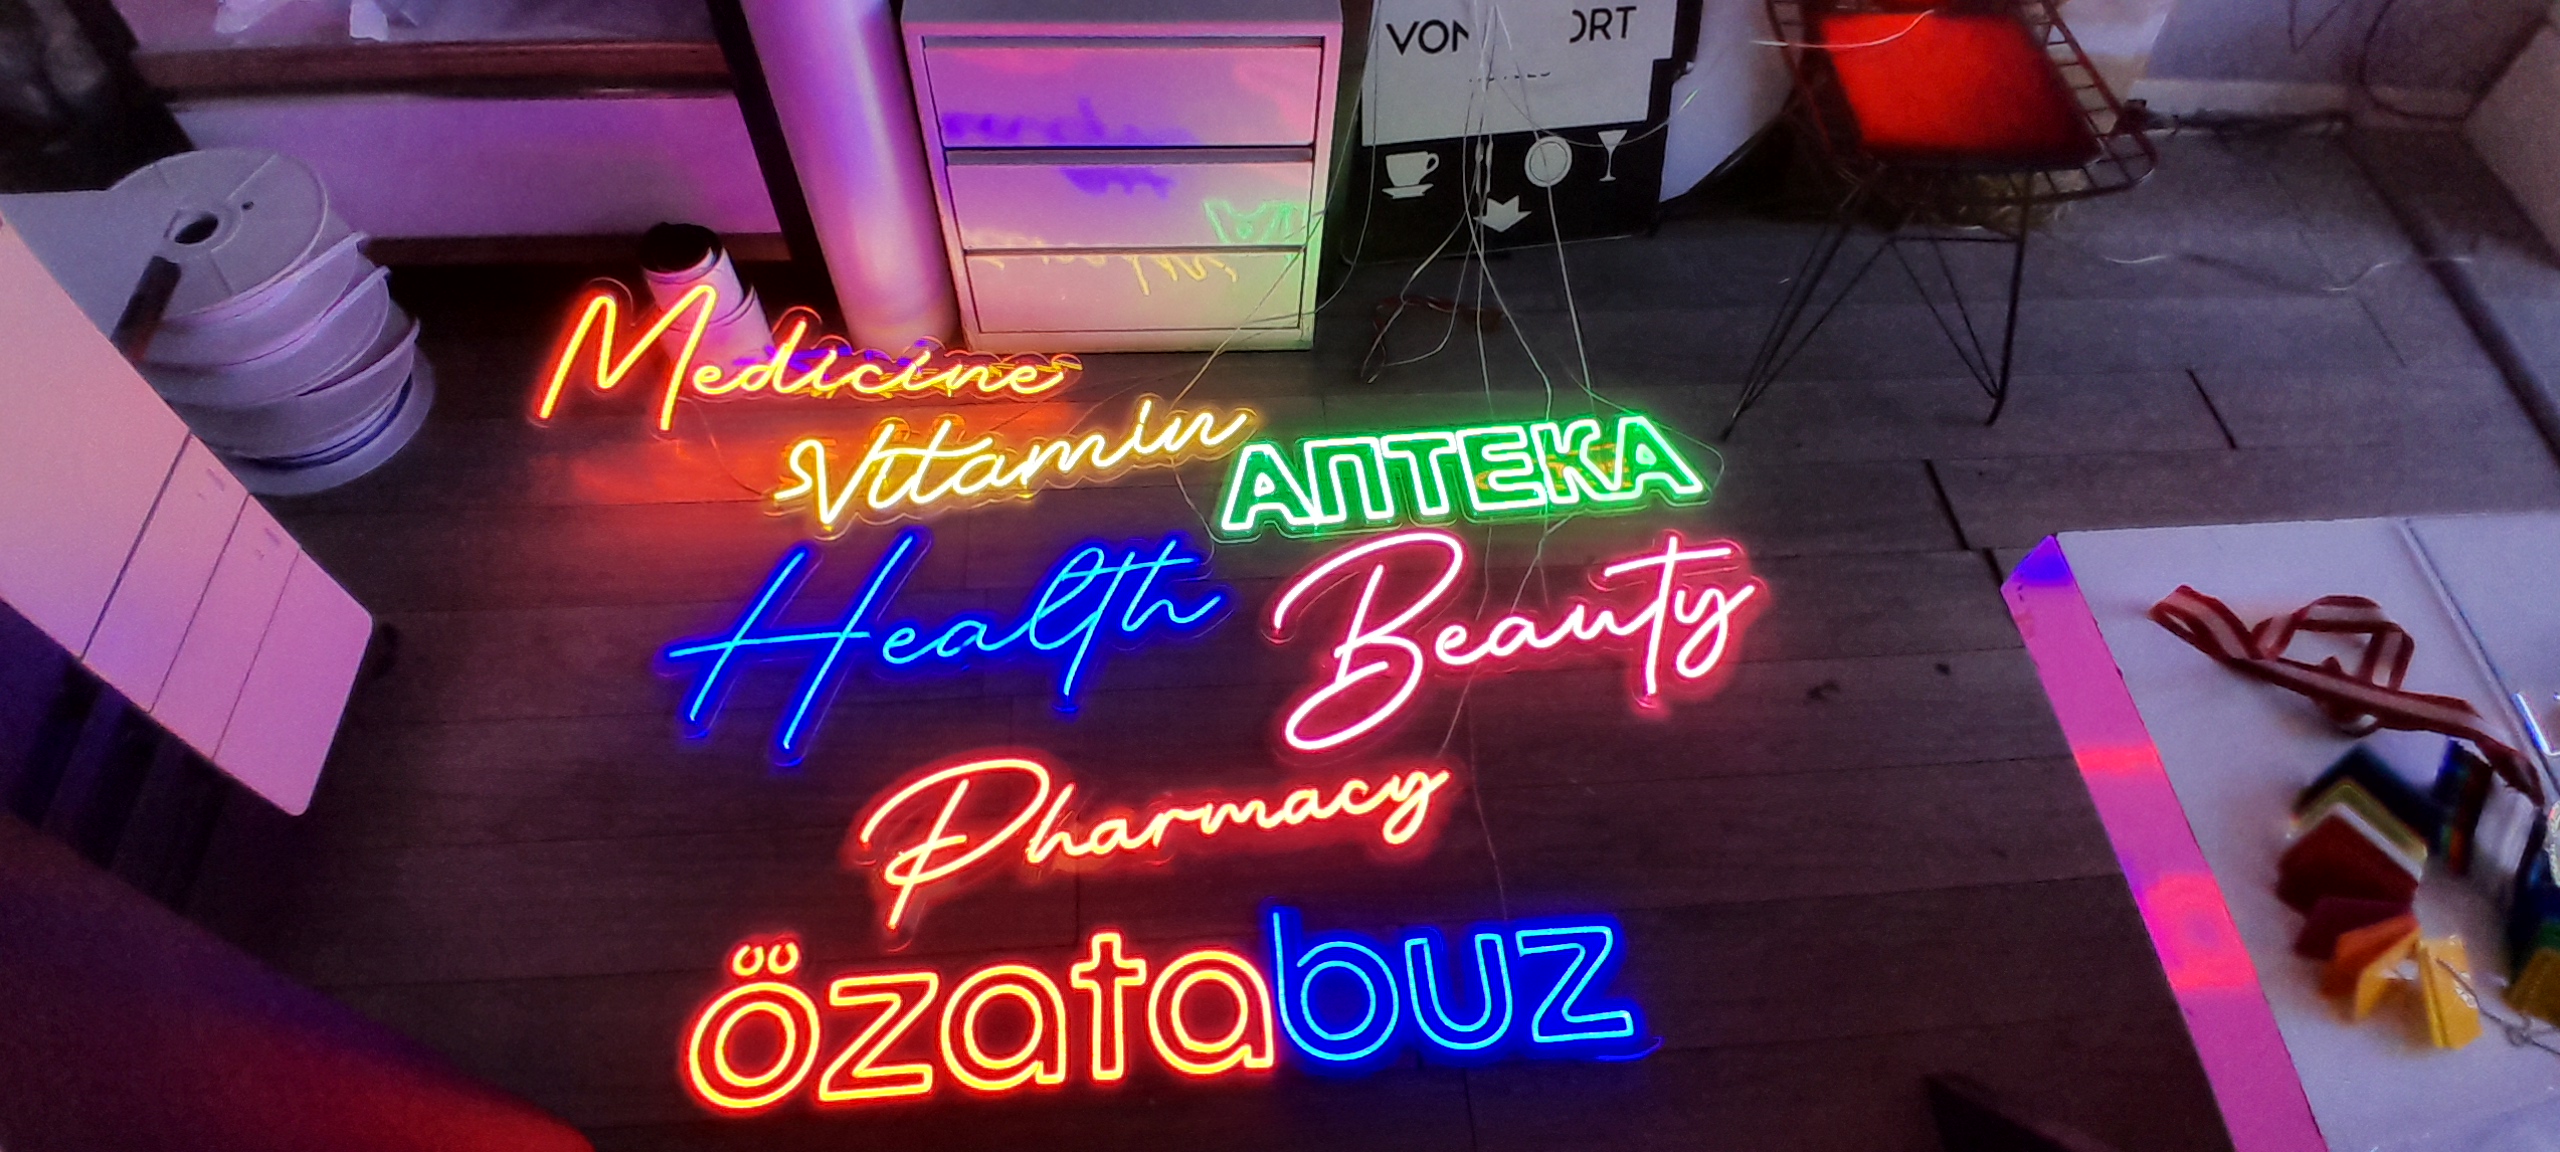 Medicine
Vitamin
АПТЕКА
Health Beauty
Pharmacy
özatabuz